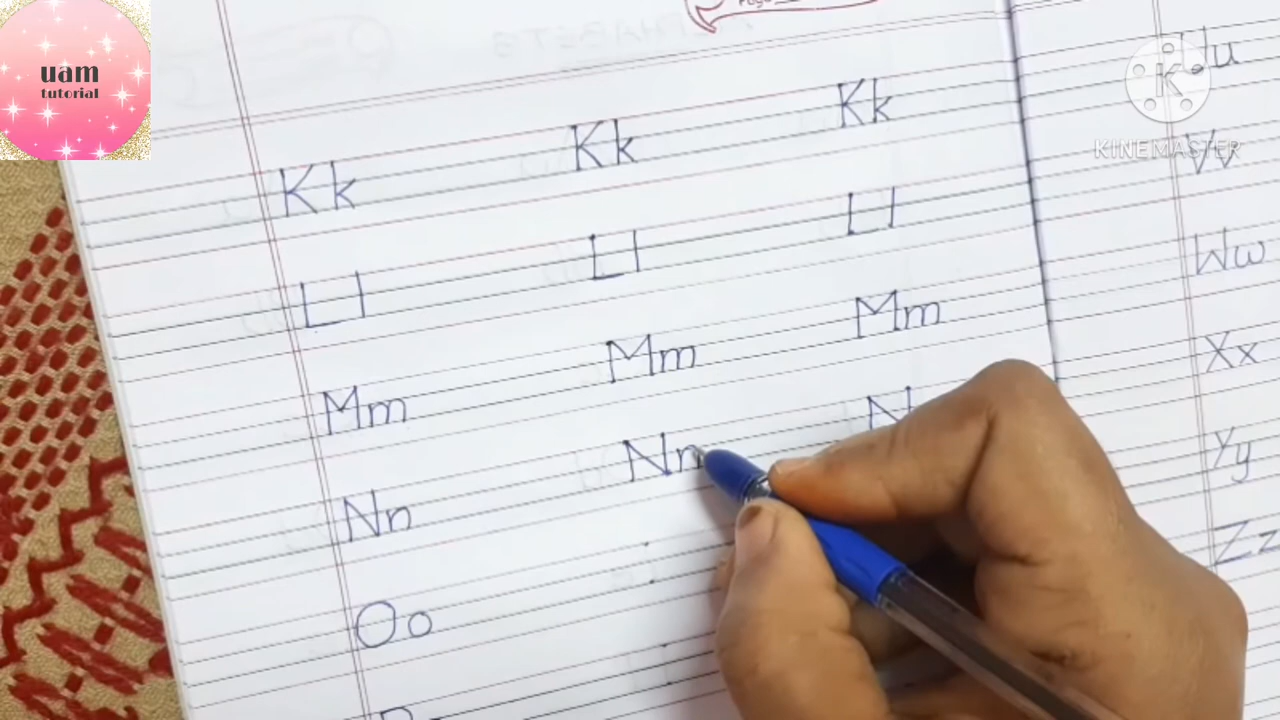 uam
tutorial
KINEMASTER
Kk Kk Kk
Ll Ll Ll
Mm Mm Mm
Nn Nn N
Oo
Uu
Vv
Ww
Xx
Yy
Zz